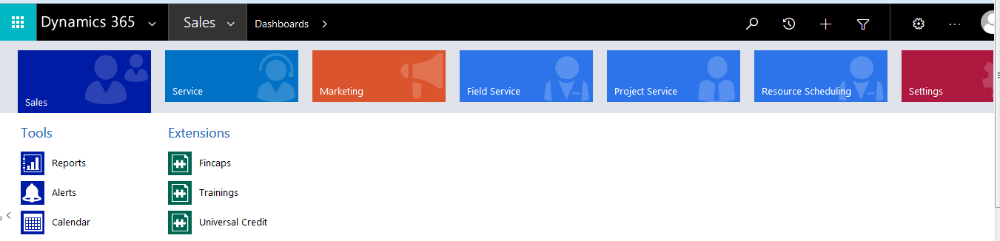 Dynamics 365 Sales Dashboards
Sales Service Marketing Field Service Project Service Resource Scheduling Settings
Tools Extensions
Reports Fincaps
Alerts Trainings
Calendar Universal Credit